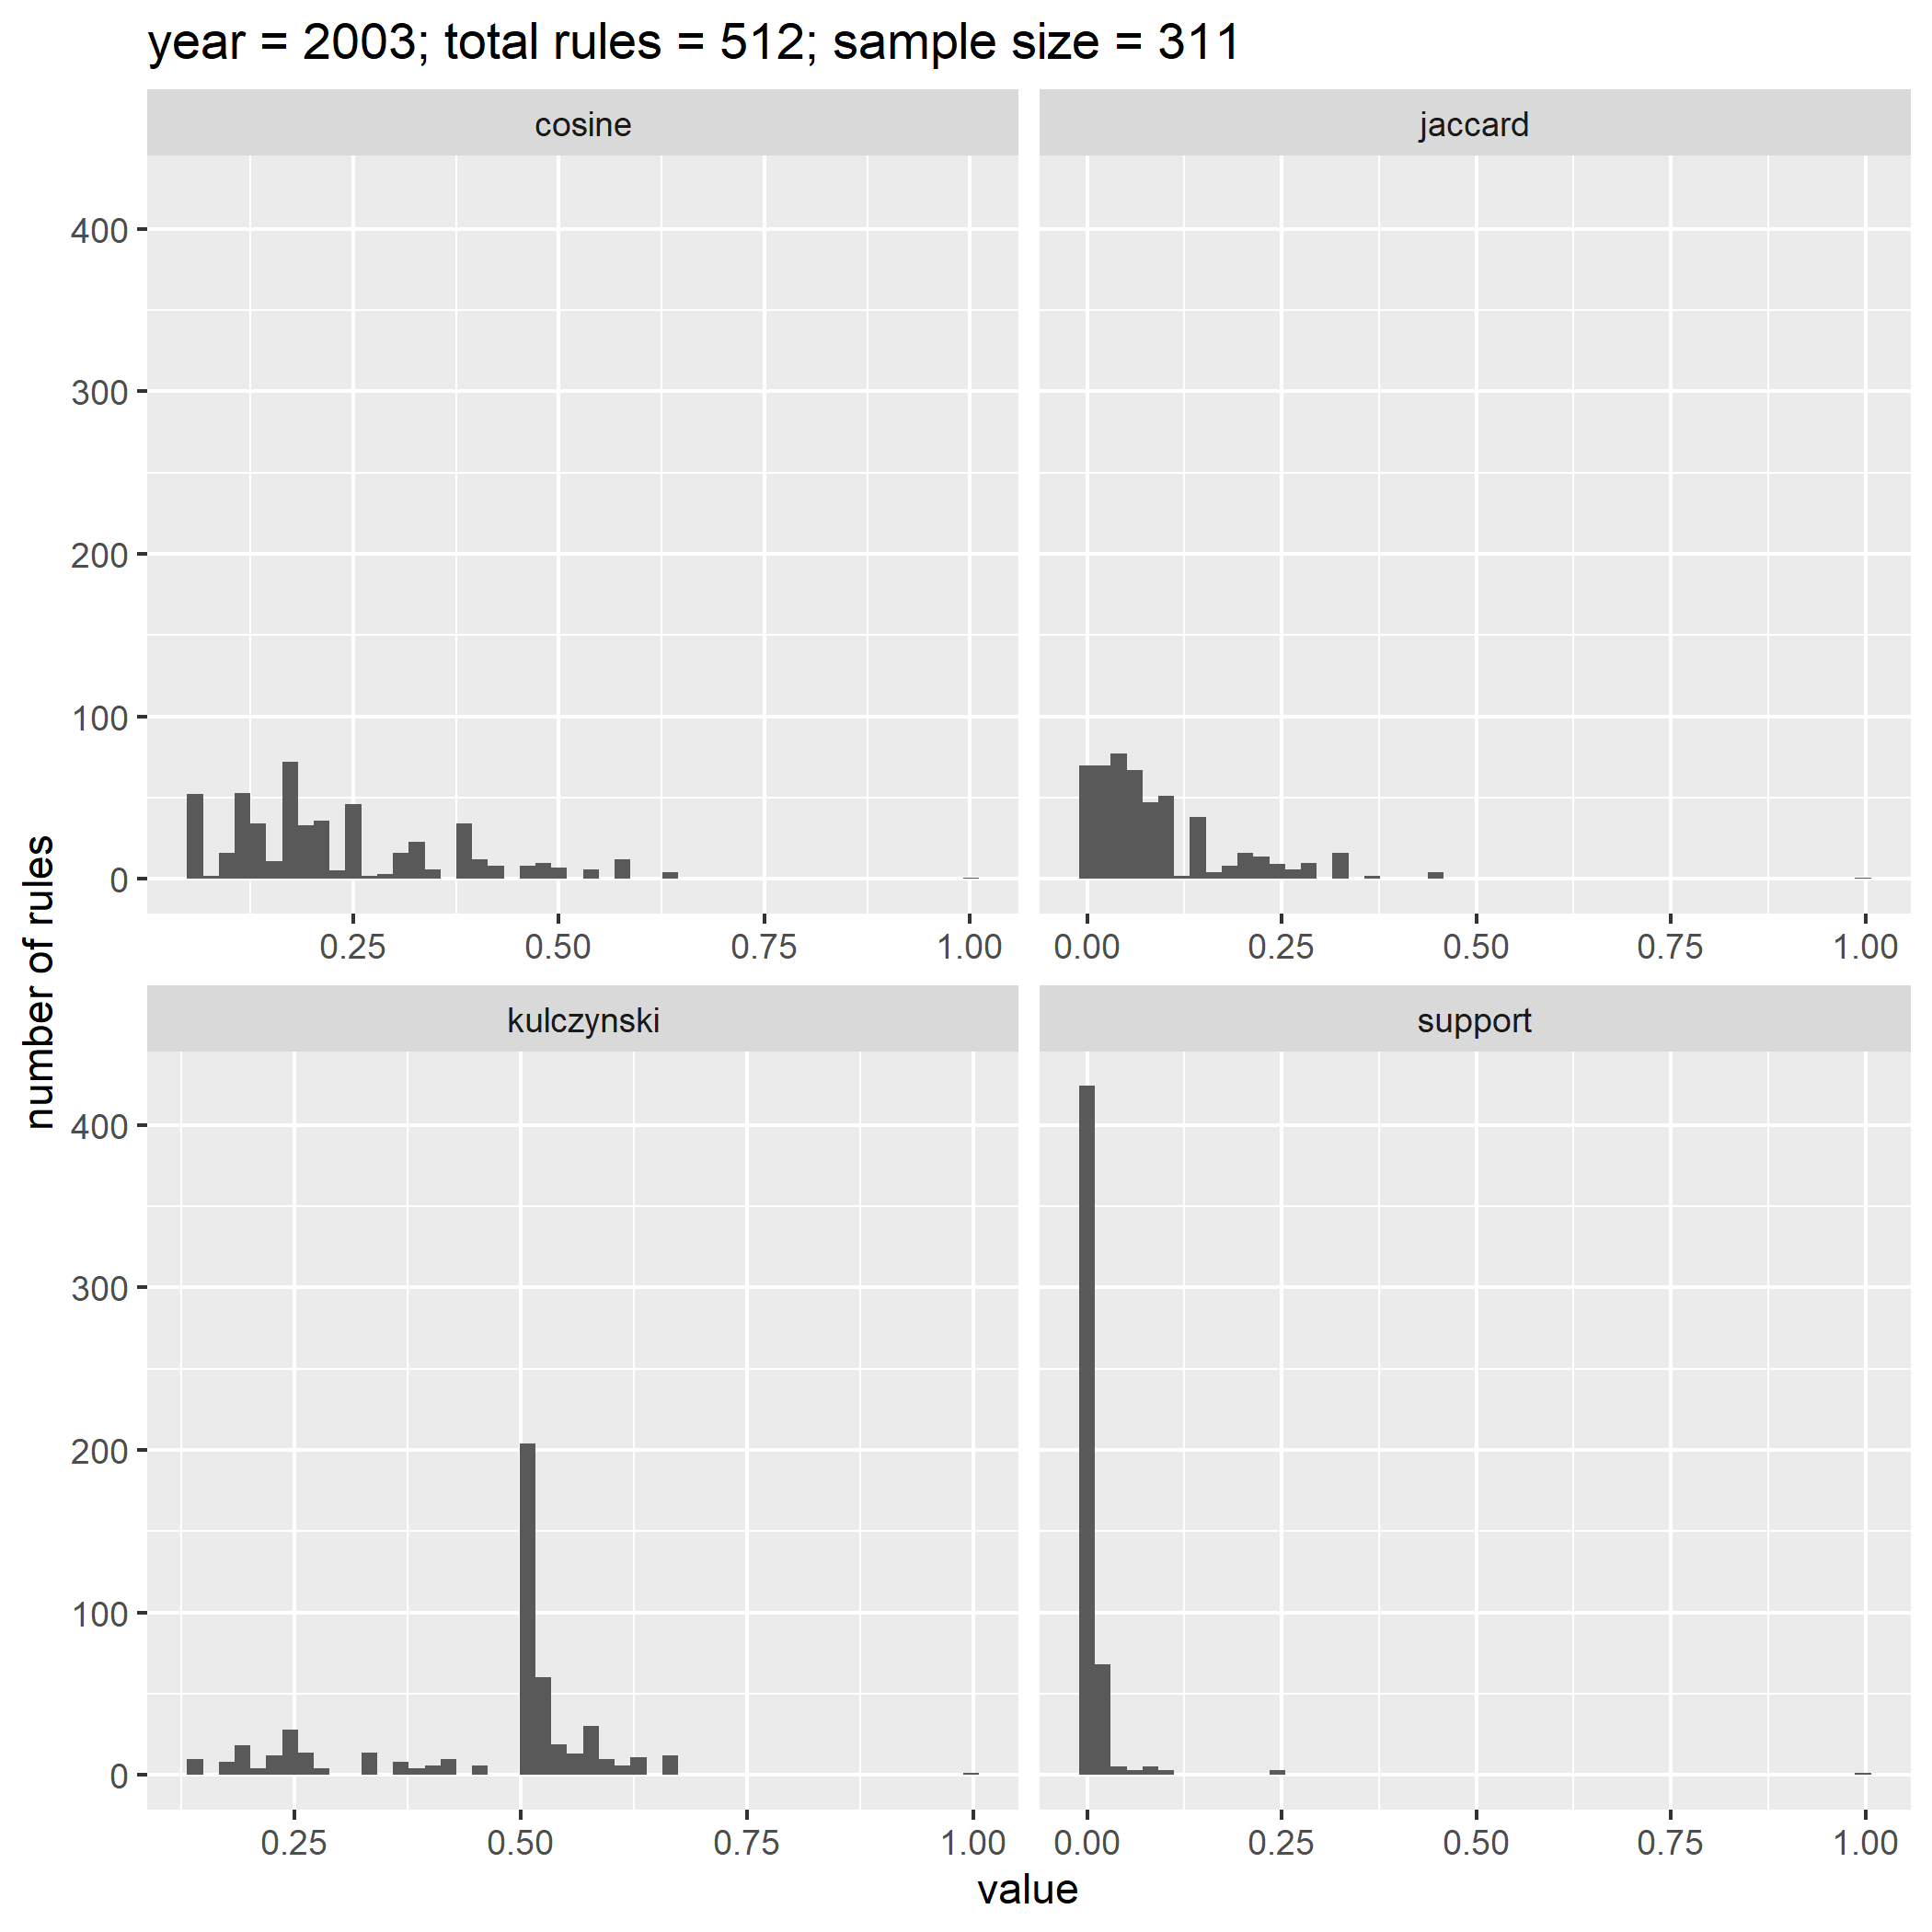 year = 2003; total rules = 512; sample size = 311
cosine
jaccard
400
300
200
100
0
0.25 0.50 0.75 1.00
0.00 0.25 0.50 0.75 1.00
number of rules
kulczynski
support
400
300
200
100
0
0.25 0.50 0.75 1.00
0.00 0.25 0.50 0.75 1.00
value